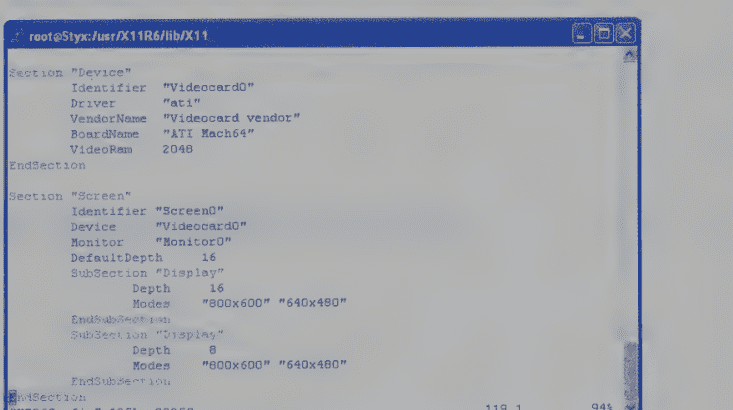 root@Styx:/usr/X11R6/lib/X11
Section "Device"
Identifier "Videocard0"
Driver "ati"
VendorName "Videocard vendor"
BoardName "ATI Mach64"
VideoRam 2048
EndSection
Section "Screen"
Identifier "Screen0"
Device "Videocard0"
Monitor "Monitor0"
DefaultDepth 16
SubSection "Display"
Depth 16
Modes "800x600" "640x480"
EndSubSection
SubSection "Display"
Depth 8
Modes "800x600" "640x480"
EndSubSection
EndSection
94%